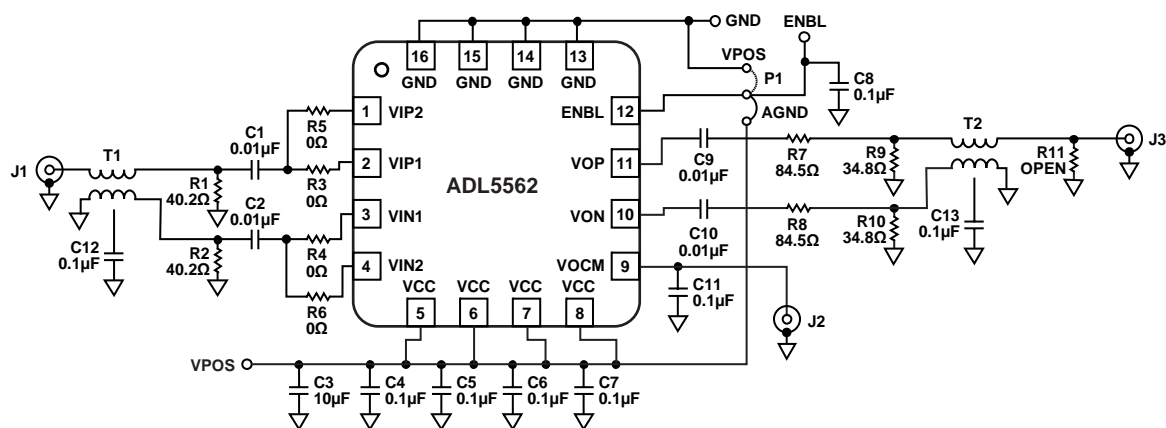 GND
ENBL
16
15
14
13
GND
GND
GND
GND
VPOS
P1
AGND
C8
0.1µF
1
VIP2
ENBL
12
R5
0Ω
C1
0.01µF
J1
T1
2
VIP1
R3
0Ω
R1
40.2Ω
ADL5562
VOP
11
C9
0.01µF
R7
84.5Ω
R9
34.8Ω
T2
R11
OPEN
J3
C2
0.01µF
3
VIN1
R4
0Ω
VON
10
C10
0.01µF
R8
84.5Ω
R10
34.8Ω
C13
0.1µF
C12
0.1µF
R2
40.2Ω
4
VIN2
R6
0Ω
VOCM
9
C11
0.1µF
J2
VCC
VCC
VCC
VCC
5
6
7
8
VPOS
C3
10µF
C4
0.1µF
C5
0.1µF
C6
0.1µF
C7
0.1µF